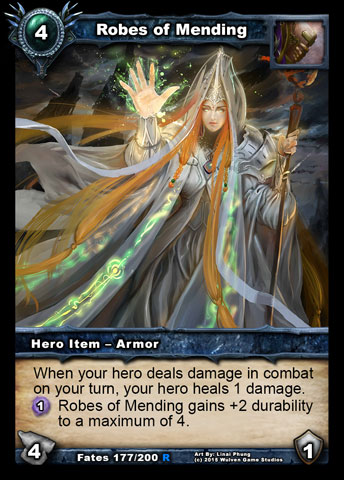 4
Robes of Mending
Hero Item – Armor
When your hero deals damage in combat
on your turn, your hero heals 1 damage.
1 Robes of Mending gains +2 durability
to a maximum of 4.
4
Fates 177/200 R
Art By: Linai Phung
(c) 2015 Wulven Game Studios
1